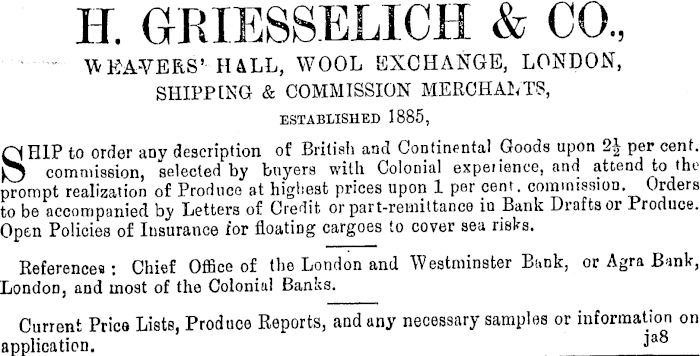 H. GRIESSELICH & CO.,
WEAVERS' HALL, WOOL EXCHANGE, LONDON,
SHIPPING & COMMISSION MERCHANTS,
ESTABLISHED 1885,
SHIP to order any description of British and Continental Goods upon 2½ per cent.
commission, selected by buyers with Colonial experience, and attend to the
prompt realization of Produce at highest prices upon 1 per cent. commission. Orders
to be accompanied by Letters of Credit or part-remittance in Bank Drafts or Produce.
Open Policies of Insurance for floating cargoes to cover sea risks.
References: Chief Office of the London and Westminster Bank, or Agra Bank,
London, and most of the Colonial Banks.
Current Price Lists, Produce Reports, and any necessary samples or information on
application. ja8